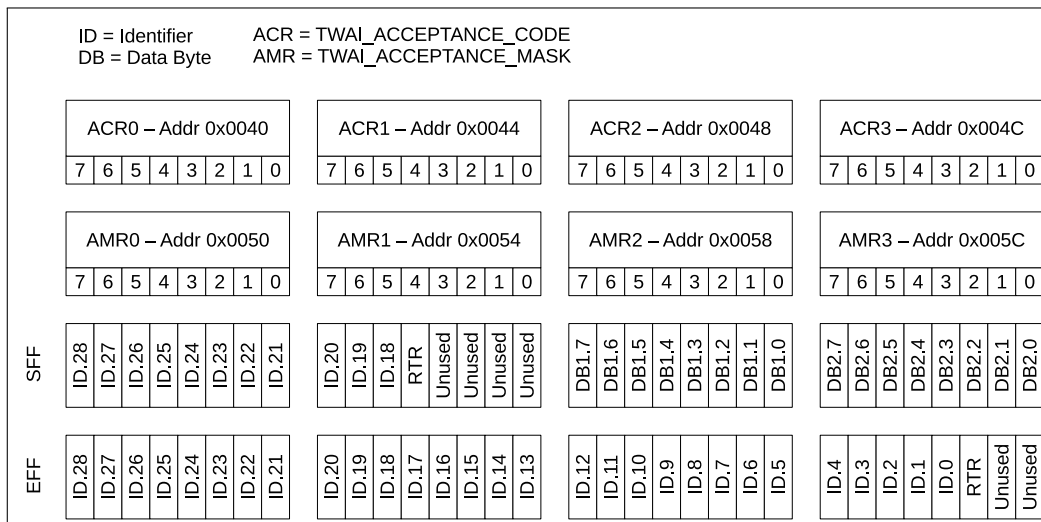 ID = Identifier ACR = TWAI_ACCEPTANCE_CODE
DB = Data Byte AMR = TWAI_ACCEPTANCE_MASK
ACR0 – Addr 0x0040 ACR1 – Addr 0x0044 ACR2 – Addr 0x0048 ACR3 – Addr 0x004C
7 6 5 4 3 2 1 0 7 6 5 4 3 2 1 0 7 6 5 4 3 2 1 0 7 6 5 4 3 2 1 0
AMR0 – Addr 0x0050 AMR1 – Addr 0x0054 AMR2 – Addr 0x0058 AMR3 – Addr 0x005C
7 6 5 4 3 2 1 0 7 6 5 4 3 2 1 0 7 6 5 4 3 2 1 0 7 6 5 4 3 2 1 0
SFF ID.28 ID.27 ID.26 ID.25 ID.24 ID.23 ID.22 ID.21 ID.20 ID.19 ID.18 RTR Unused Unused Unused Unused DB1.7 DB1.6 DB1.5 DB1.4 DB1.3 DB1.2 DB1.1 DB1.0 DB2.7 DB2.6 DB2.5 DB2.4 DB2.3 DB2.2 DB2.1 DB2.0
EFF ID.28 ID.27 ID.26 ID.25 ID.24 ID.23 ID.22 ID.21 ID.20 ID.19 ID.18 ID.17 ID.16 ID.15 ID.14 ID.13 ID.12 ID.11 ID.10 ID.9 ID.8 ID.7 ID.6 ID.5 ID.4 ID.3 ID.2 ID.1 ID.0 RTR Unused Unused